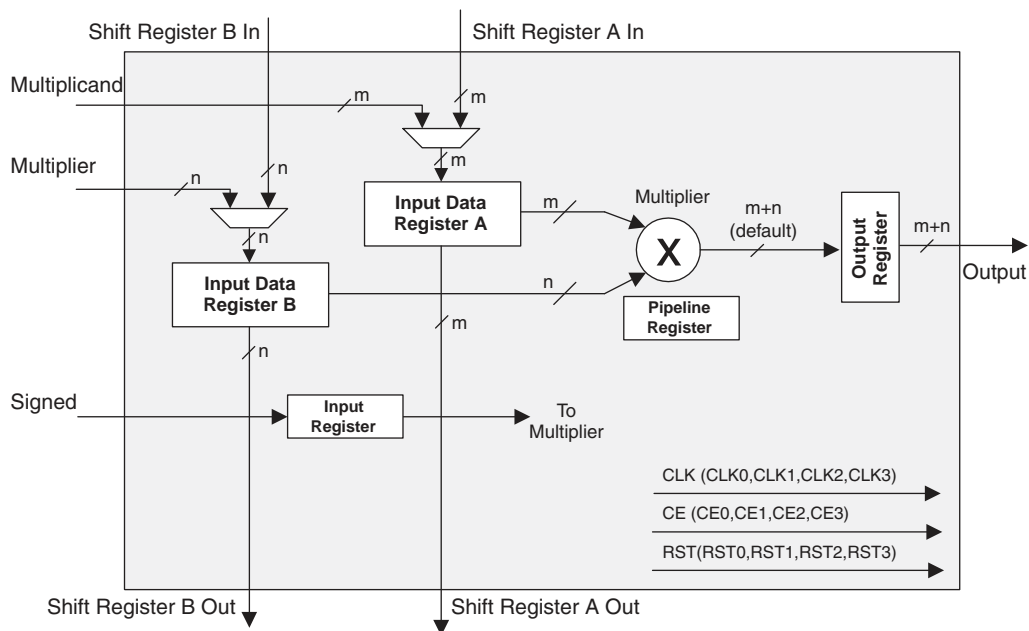 Shift Register B In
Shift Register A In
Multiplicand
m
m
Multiplier
n
n
m
Input Data
Register A
m
Multiplier
X
m+n
(default)
Output
Register
m+n
Output
n
Input Data
Register B
n
Pipeline
Register
m
n
Signed
Input
Register
To
Multiplier
CLK (CLK0,CLK1,CLK2,CLK3)
CE (CE0,CE1,CE2,CE3)
RST(RST0,RST1,RST2,RST3)
Shift Register B Out
Shift Register A Out